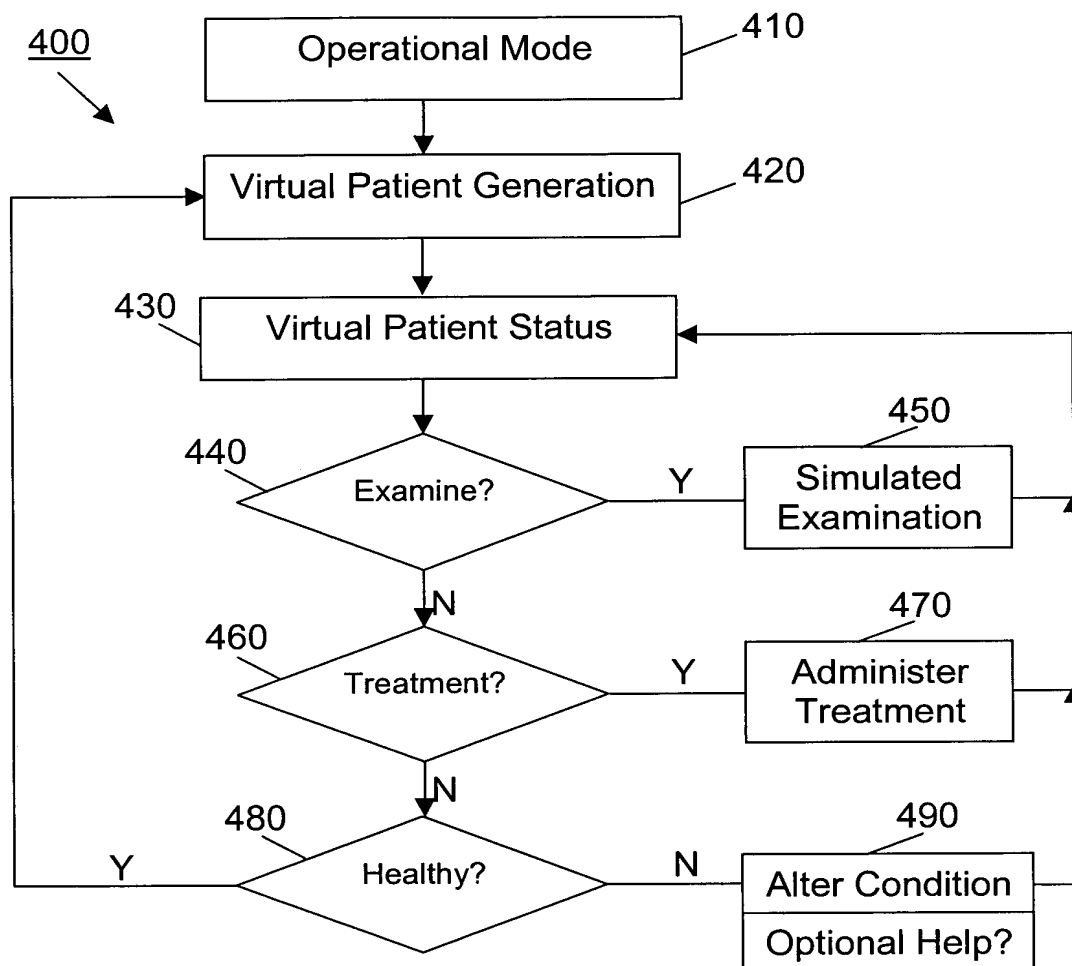 400
Operational Mode
410
Virtual Patient Generation
420
430
Virtual Patient Status
440
Examine?
Y
450
Simulated
Examination
N
460
Treatment?
Y
470
Administer
Treatment
N
480
Healthy?
Y
N
490
Alter Condition
Optional Help?